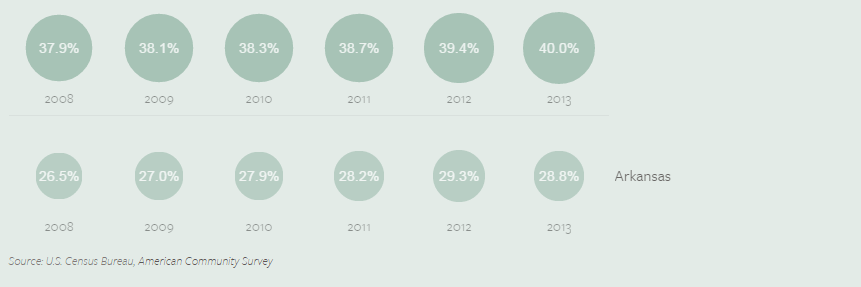 37.9% 38.1% 38.3% 38.7% 39.4% 40.0%
2008 2009 2010 2011 2012 2013
26.5% 27.0% 27.9% 28.2% 29.3% 28.8% Arkansas
2008 2009 2010 2011 2012 2013
Source: U.S. Census Bureau, American Community Survey